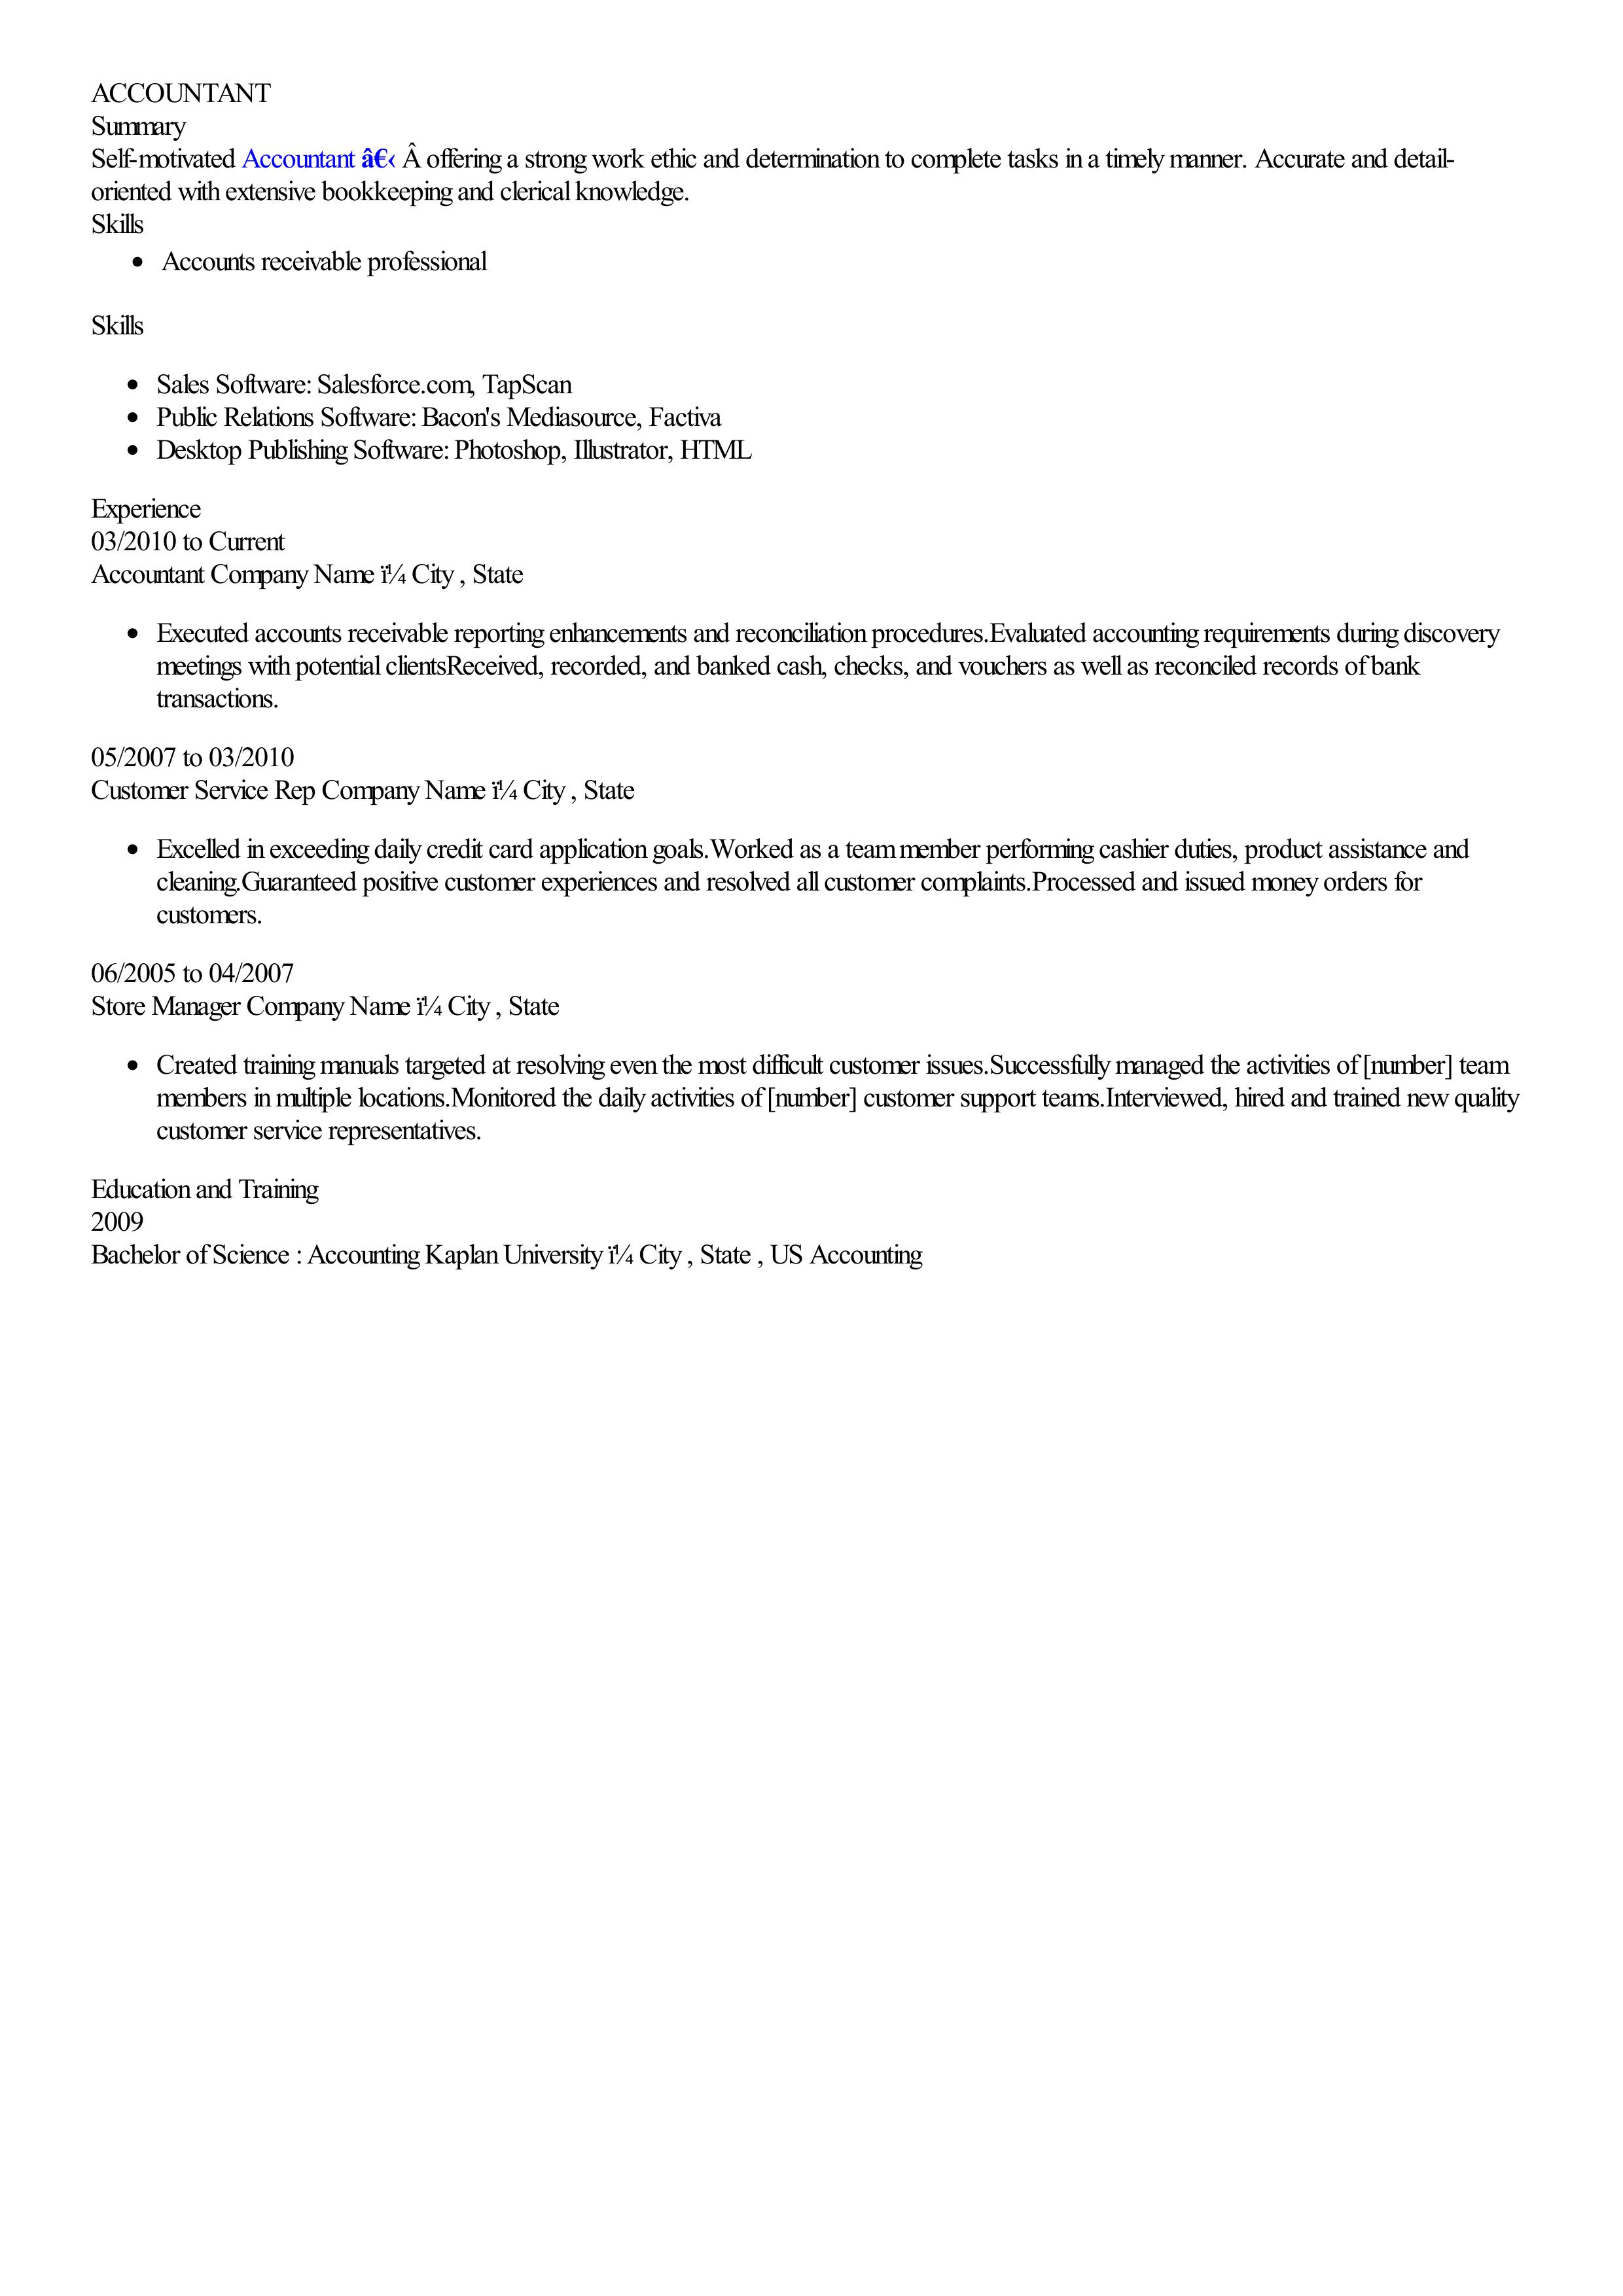 ACCOUNTANT
Summary
Self-motivated Accountant â€‹ Â offering a strong work ethic and determination to complete tasks in a timely manner. Accurate and detail-
oriented with extensive bookkeeping and clerical knowledge.
Skills
• Accounts receivable professional
Skills
• Sales Software: Salesforce.com, TapScan
• Public Relations Software: Bacon's Mediasource, Factiva
• Desktop Publishing Software: Photoshop, Illustrator, HTML
Experience
03/2010 to Current
Accountant Company Name ï¼ City , State
• Executed accounts receivable reporting enhancements and reconciliation procedures.Evaluated accounting requirements during discovery
meetings with potential clientsReceived, recorded, and banked cash, checks, and vouchers as well as reconciled records of bank
transactions.
05/2007 to 03/2010
Customer Service Rep Company Name ï¼ City , State
• Excelled in exceeding daily credit card application goals.Worked as a team member performing cashier duties, product assistance and
cleaning.Guaranteed positive customer experiences and resolved all customer complaints.Processed and issued money orders for
customers.
06/2005 to 04/2007
Store Manager Company Name ï¼ City , State
• Created training manuals targeted at resolving even the most difficult customer issues.Successfully managed the activities of [number] team
members in multiple locations.Monitored the daily activities of [number] customer support teams.Interviewed, hired and trained new quality
customer service representatives.
Education and Training
2009
Bachelor of Science : Accounting Kaplan University ï¼ City , State , US Accounting